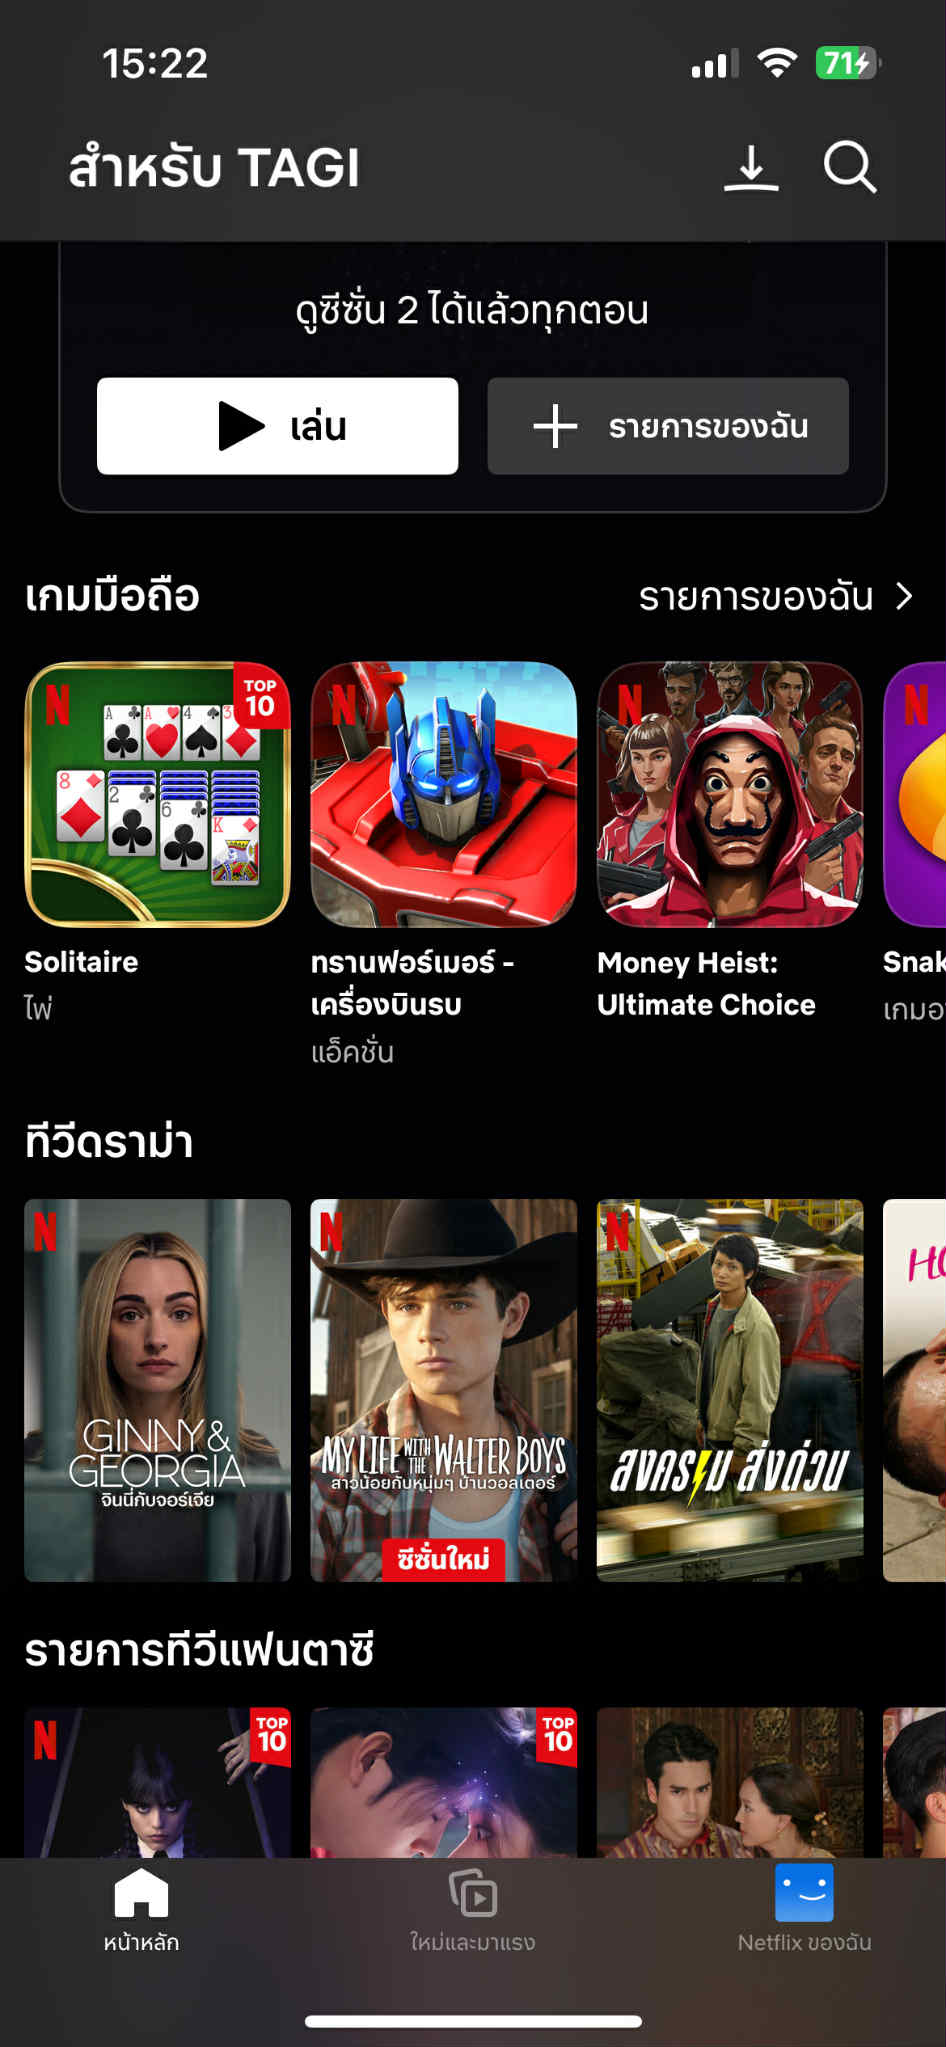 15:22
71
สำหรับ TAGI
ดูซีซั่น 2 ได้แล้วทุกตอน
เล่น
รายการของฉัน
เกมมือถือ
รายการของฉัน
N
TOP
10
A A 4 3
8 2 6 K
N
N
N
Solitaire
ไพ่
ทรานฟอร์เมอร์ -
เครื่องบินรบ
แอ็คชั่น
Money Heist:
Ultimate Choice
Snak
เกมอ
ทีวีดราม่า
N
GINNY &
GEORGIA
จินนี่กับจอร์เจีย
N
MY LIFE WITH THE WALTER BOYS
สาวน้อยกับหนุ่มๆ บ้านวอลเตอร์
ซีซั่นใหม่
N
สงคราม ส่งด่วน
HO
รายการทีวีแฟนตาซี
N
TOP
10
TOP
10
หน้าหลัก
ใหม่และมาแรง
Netflix ของฉัน